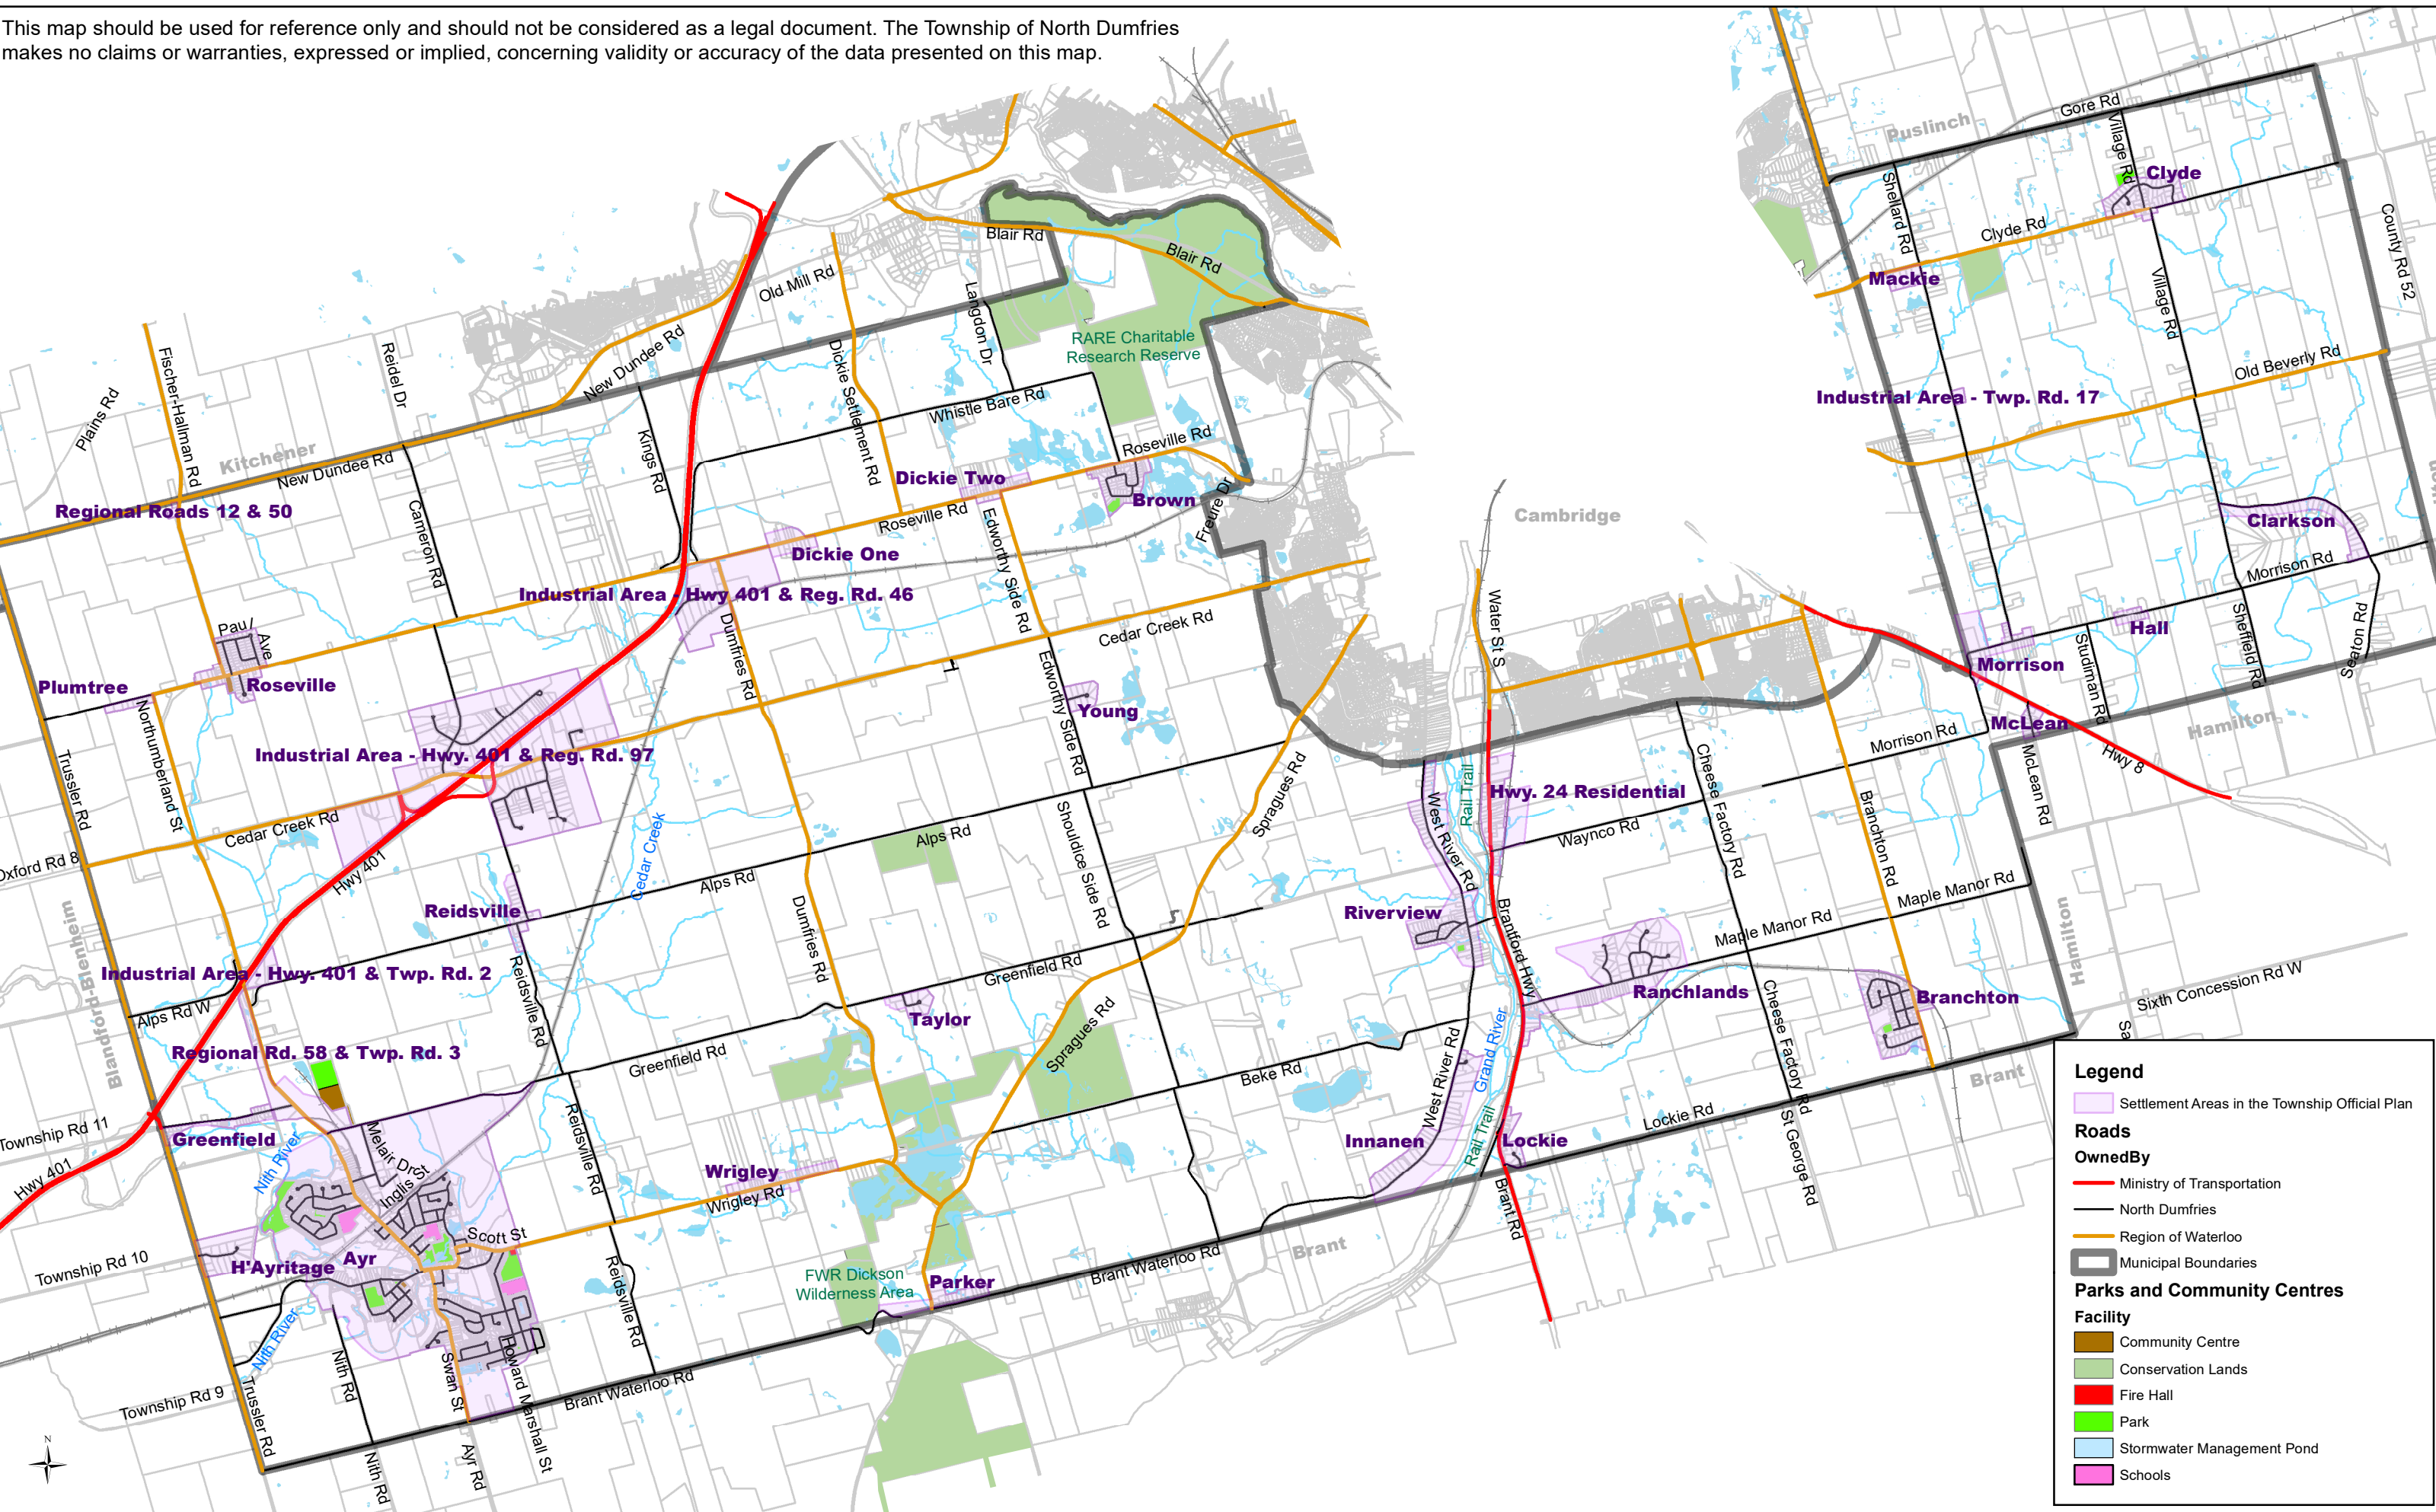 This map should be used for reference only and should not be considered as a legal document. The Township of North Dumfries
makes no claims or warranties, expressed or implied, concerning validity or accuracy of the data presented on this map.
Gore Rd
Puslinch
Village Rd
Clyde
Shellard Rd
Clyde Rd
County Rd 52
Blair Rd
Blair Rd
Old Mill Rd
Mackie
Langdon Dr
Village Rd
RARE Charitable
Research Reserve
New Dundee Rd
Fischer-Hallman Rd
Reidel Dr
Dickie Settlement Rd
Old Beverly Rd
Plains Rd
Whistle Bare Rd
Industrial Area - Twp. Rd. 17
Kings Rd
Roseville Rd
Kitchener
New Dundee Rd
Dickie Two
Brown
Regional Roads 12 & 50
Roseville Rd
Freure Dr
Cambridge
Clarkson
Cameron Rd
Edworthy Side Rd
Dickie One
Morrison Rd
Industrial Area - Hwy 401 & Reg. Rd. 46
Water St S
Paul
Ave
Dumfries Rd
Cedar Creek Rd
Hall
Sheffield Rd
Seaton Rd
Studiman Rd
Morrison
Edworthy Side Rd
Plumtree
Roseville
Young
McLean
Hamilton
Northumberland St
Industrial Area - Hwy. 401 & Reg. Rd. 97
Morrison Rd
Hwy 8
Trussler Rd
Cheese Factory Rd
McLean Rd
Rail Trail
Hwy. 24 Residential
Spragues Rd
West River Rd
Cedar Creek Rd
Alps Rd
Waynco Rd
Branchton Rd
Cedar Creek
Shouldice Side Rd
Oxford Rd 8
Hwy 401
Alps Rd
Maple Manor Rd
Reidsville
Riverview
Maple Manor Rd
Blandford-Blenheim
Dumfries Rd
Brantford Hwy
Hamilton
Industrial Area - Hwy. 401 & Twp. Rd. 2
Greenfield Rd
Sixth Concession Rd W
Reidsville Rd
Ranchlands
Branchton
Alps Rd W
Taylor
Cheese Factory Rd
Regional Rd. 58 & Twp. Rd. 3
Greenfield Rd
Spragues Rd
Grand River
Beke Rd
West River Rd
Brant
Township Rd 11
Greenfield
Melair Dr
Reidsville Rd
Innanen
Lockie
Lockie Rd
St George Rd
Nith River
Rail Trail
Hwy 401
Inglis St
Wrigley
Wrigley Rd
Scott St
Brant Rd
Township Rd 10
H'Ayritage
Ayr
Brant
Brant Waterloo Rd
FWR Dickson
Wilderness Area
Parker
Reidsville Rd
Nith River
Nith Rd
Swan St
Howard Marshall St
Brant Waterloo Rd
Township Rd 9
Trussler Rd
N
Nith Rd
Ayr Rd
Legend
Settlement Areas in the Township Official Plan
Roads
OwnedBy
Ministry of Transportation
North Dumfries
Region of Waterloo
Municipal Boundaries
Parks and Community Centres
Facility
Community Centre
Conservation Lands
Fire Hall
Park
Stormwater Management Pond
Schools